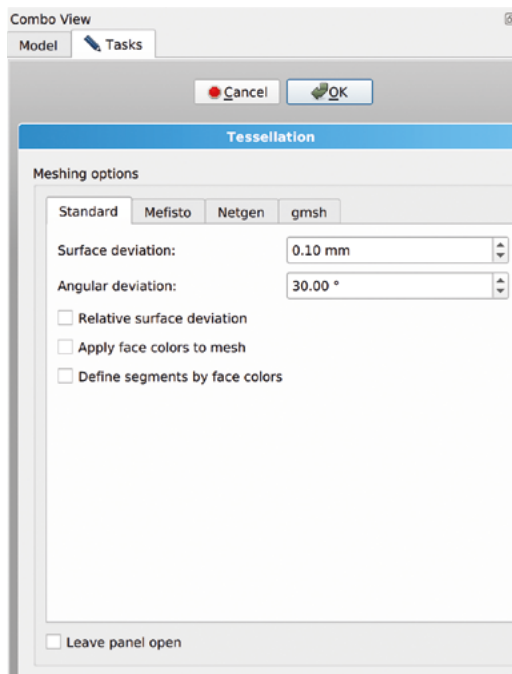 Combo View
Model Tasks
Cancel OK
Tessellation
Meshing options
Standard Mefisto Netgen gmsh
Surface deviation: 0.10 mm
Angular deviation: 30.00 °
Relative surface deviation
Apply face colors to mesh
Define segments by face colors
Leave panel open